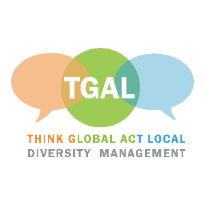 TGAL
THINK GLOBAL ACT LOCAL
DIVERSITY MANAGEMENT